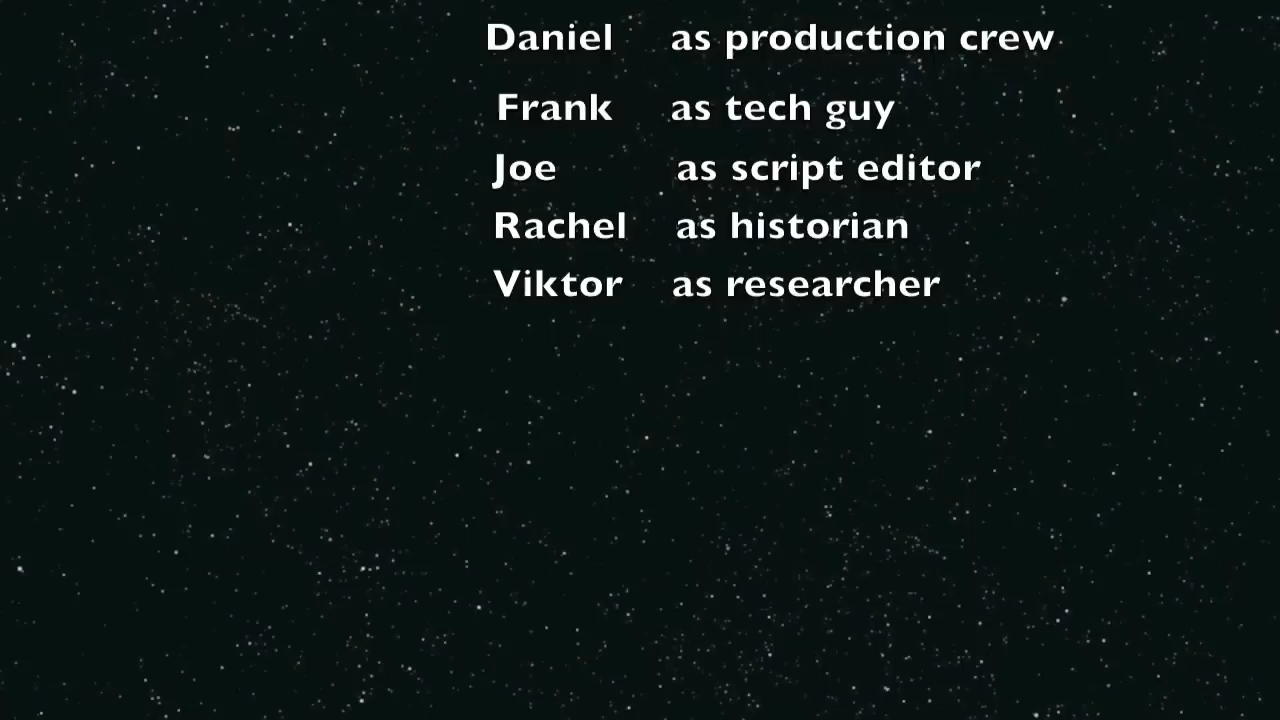 Daniel as production crew
Frank as tech guy
Joe as script editor
Rachel as historian
Viktor as researcher